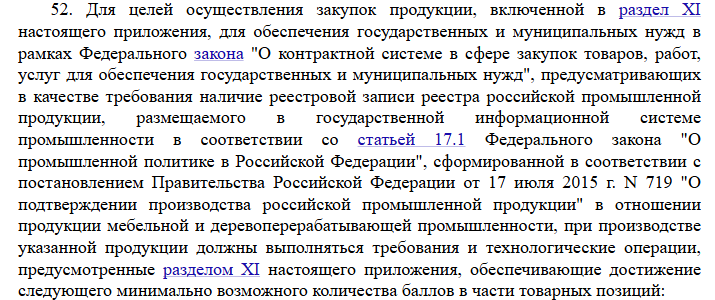 52. Для целей осуществления закупок продукции, включенной в раздел XI
настоящего приложения, для обеспечения государственных и муниципальных нужд в
рамках Федерального закона "О контрактной системе в сфере закупок товаров, работ,
услуг для обеспечения государственных и муниципальных нужд", предусматривающих
в качестве требования наличие реестровой записи реестра российской промышленной
продукции, размещаемого в государственной информационной системе
промышленности в соответствии со статьей 17.1 Федерального закона "О
промышленной политике в Российской Федерации", сформированной в соответствии с
постановлением Правительства Российской Федерации от 17 июля 2015 г. N 719 "О
подтверждении производства российской промышленной продукции" в отношении
продукции мебельной и деревоперерабатывающей промышленности, при производстве
указанной продукции должны выполняться требования и технологические операции,
предусмотренные разделом XI настоящего приложения, обеспечивающие достижение
следующего минимально возможного количества баллов в части товарных позиций: